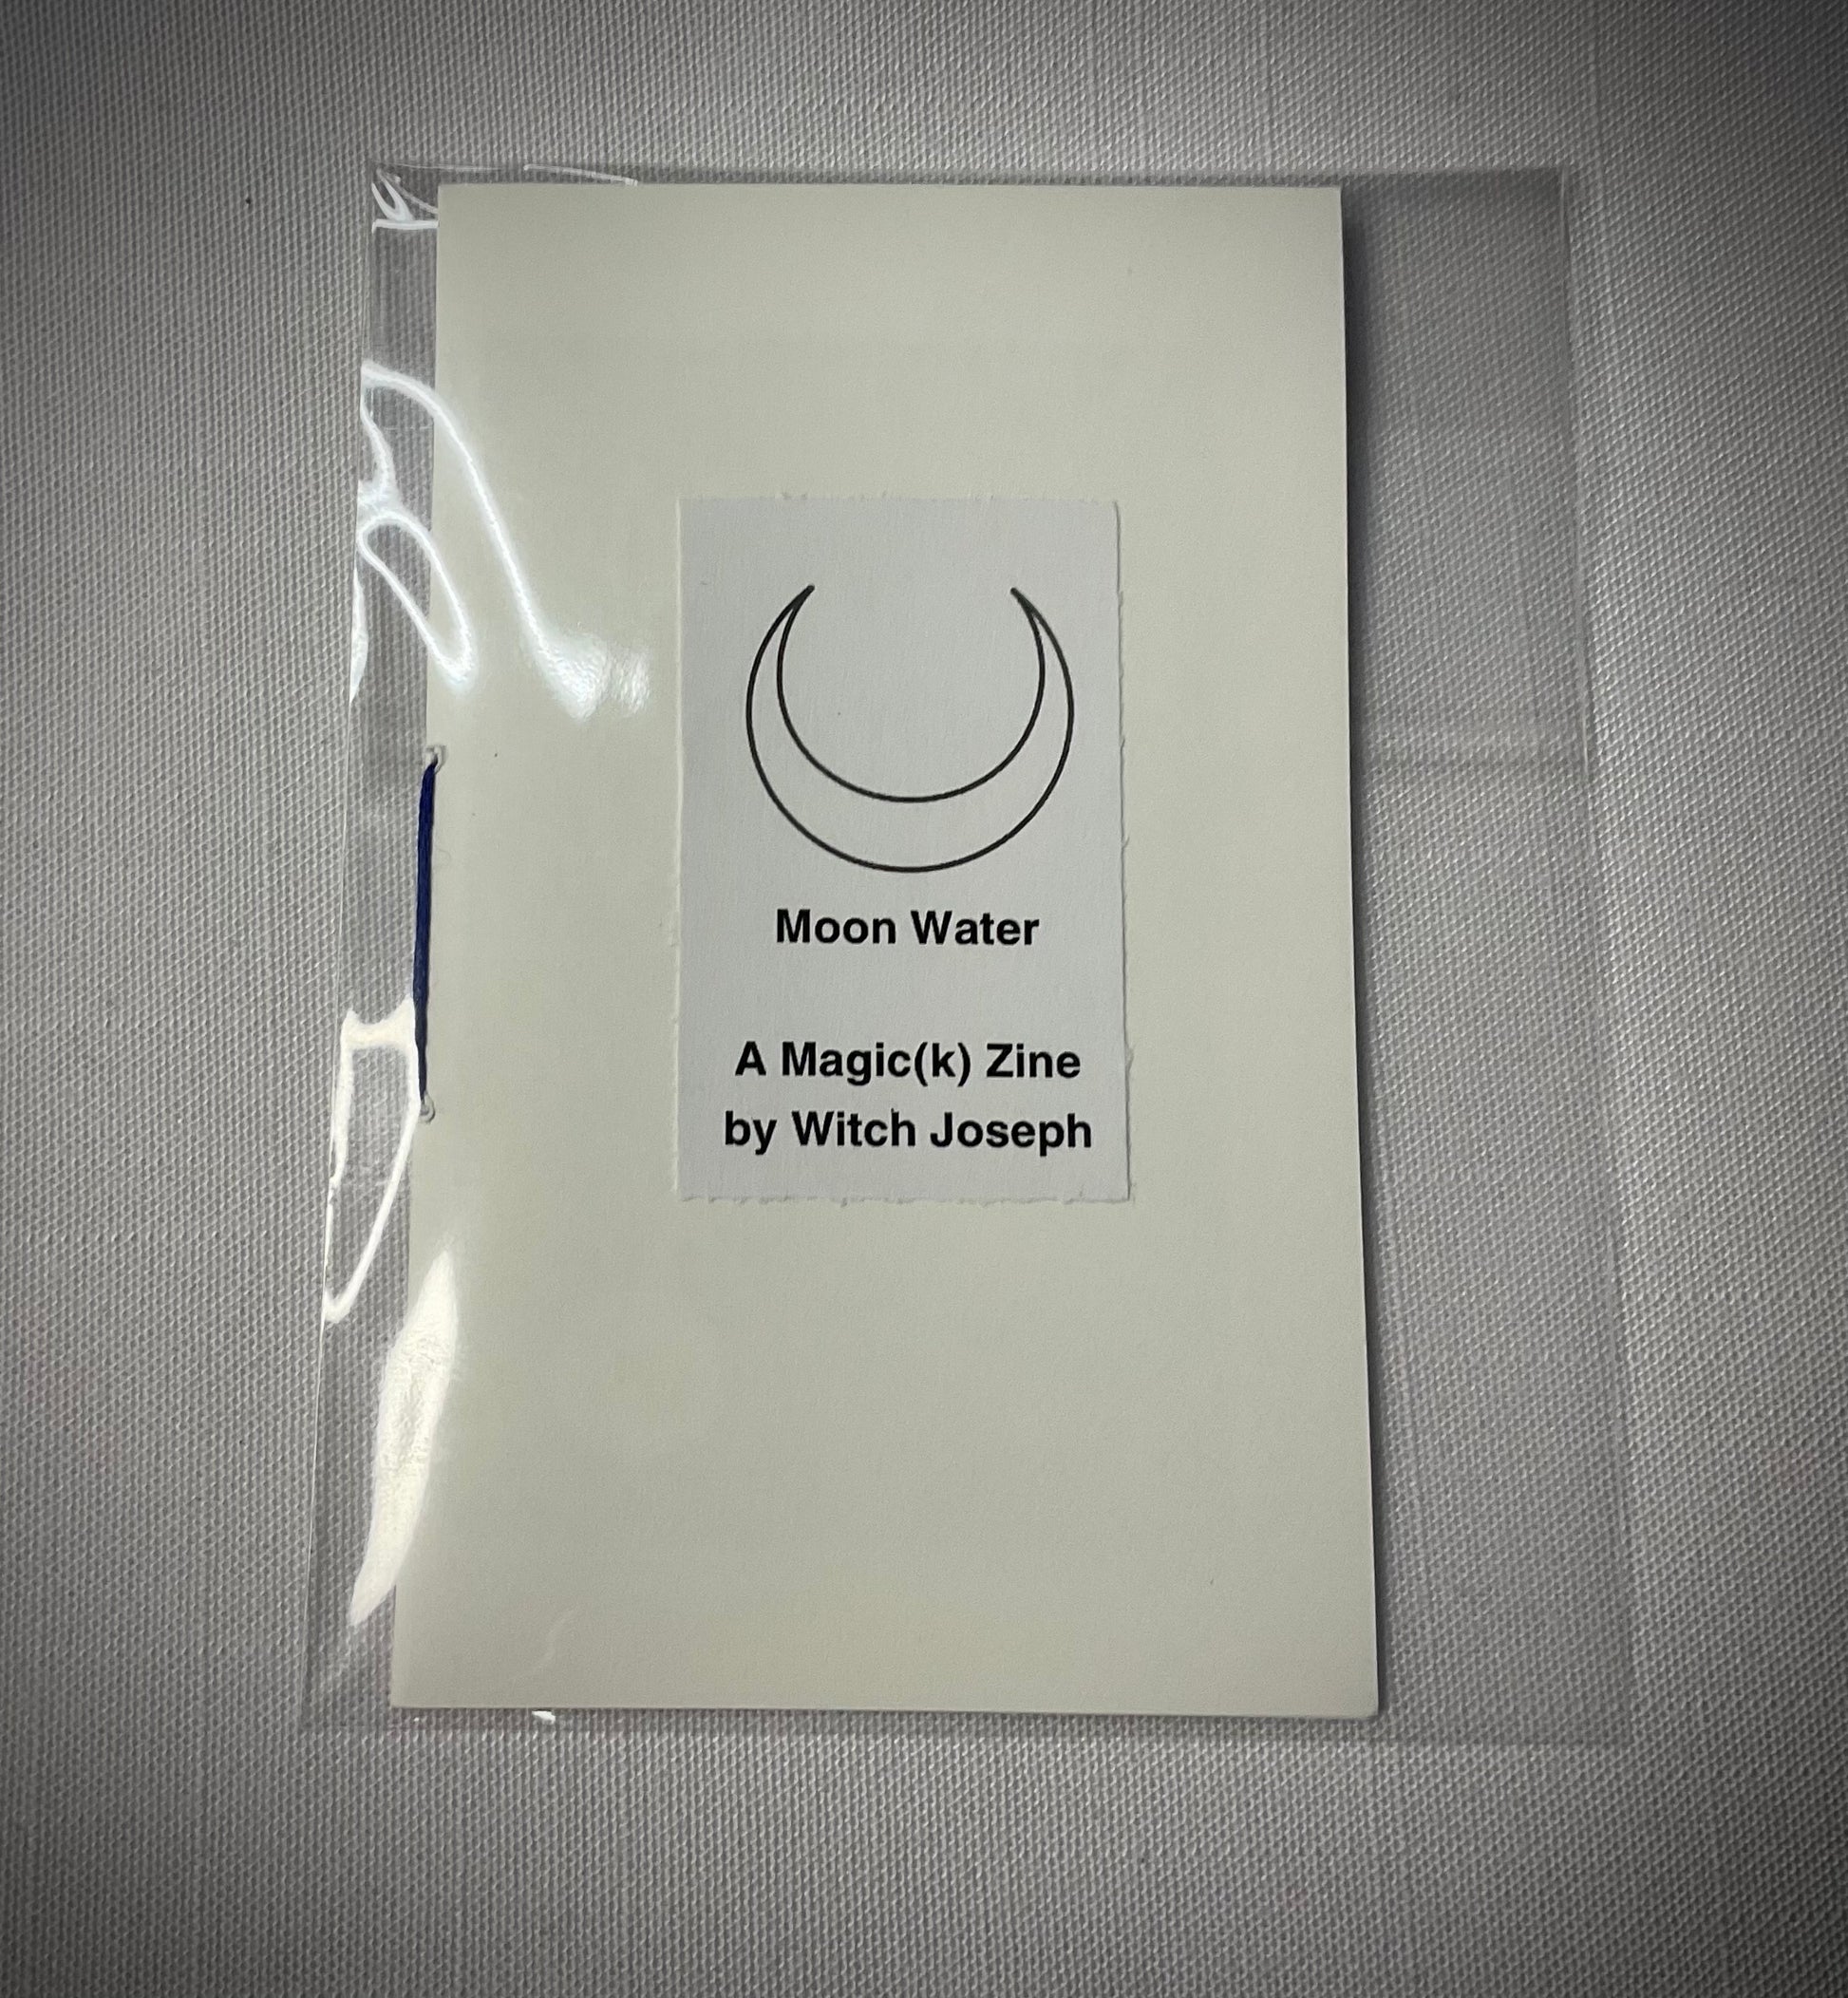 Moon Water
A Magic(k) Zine
by Witch Joseph